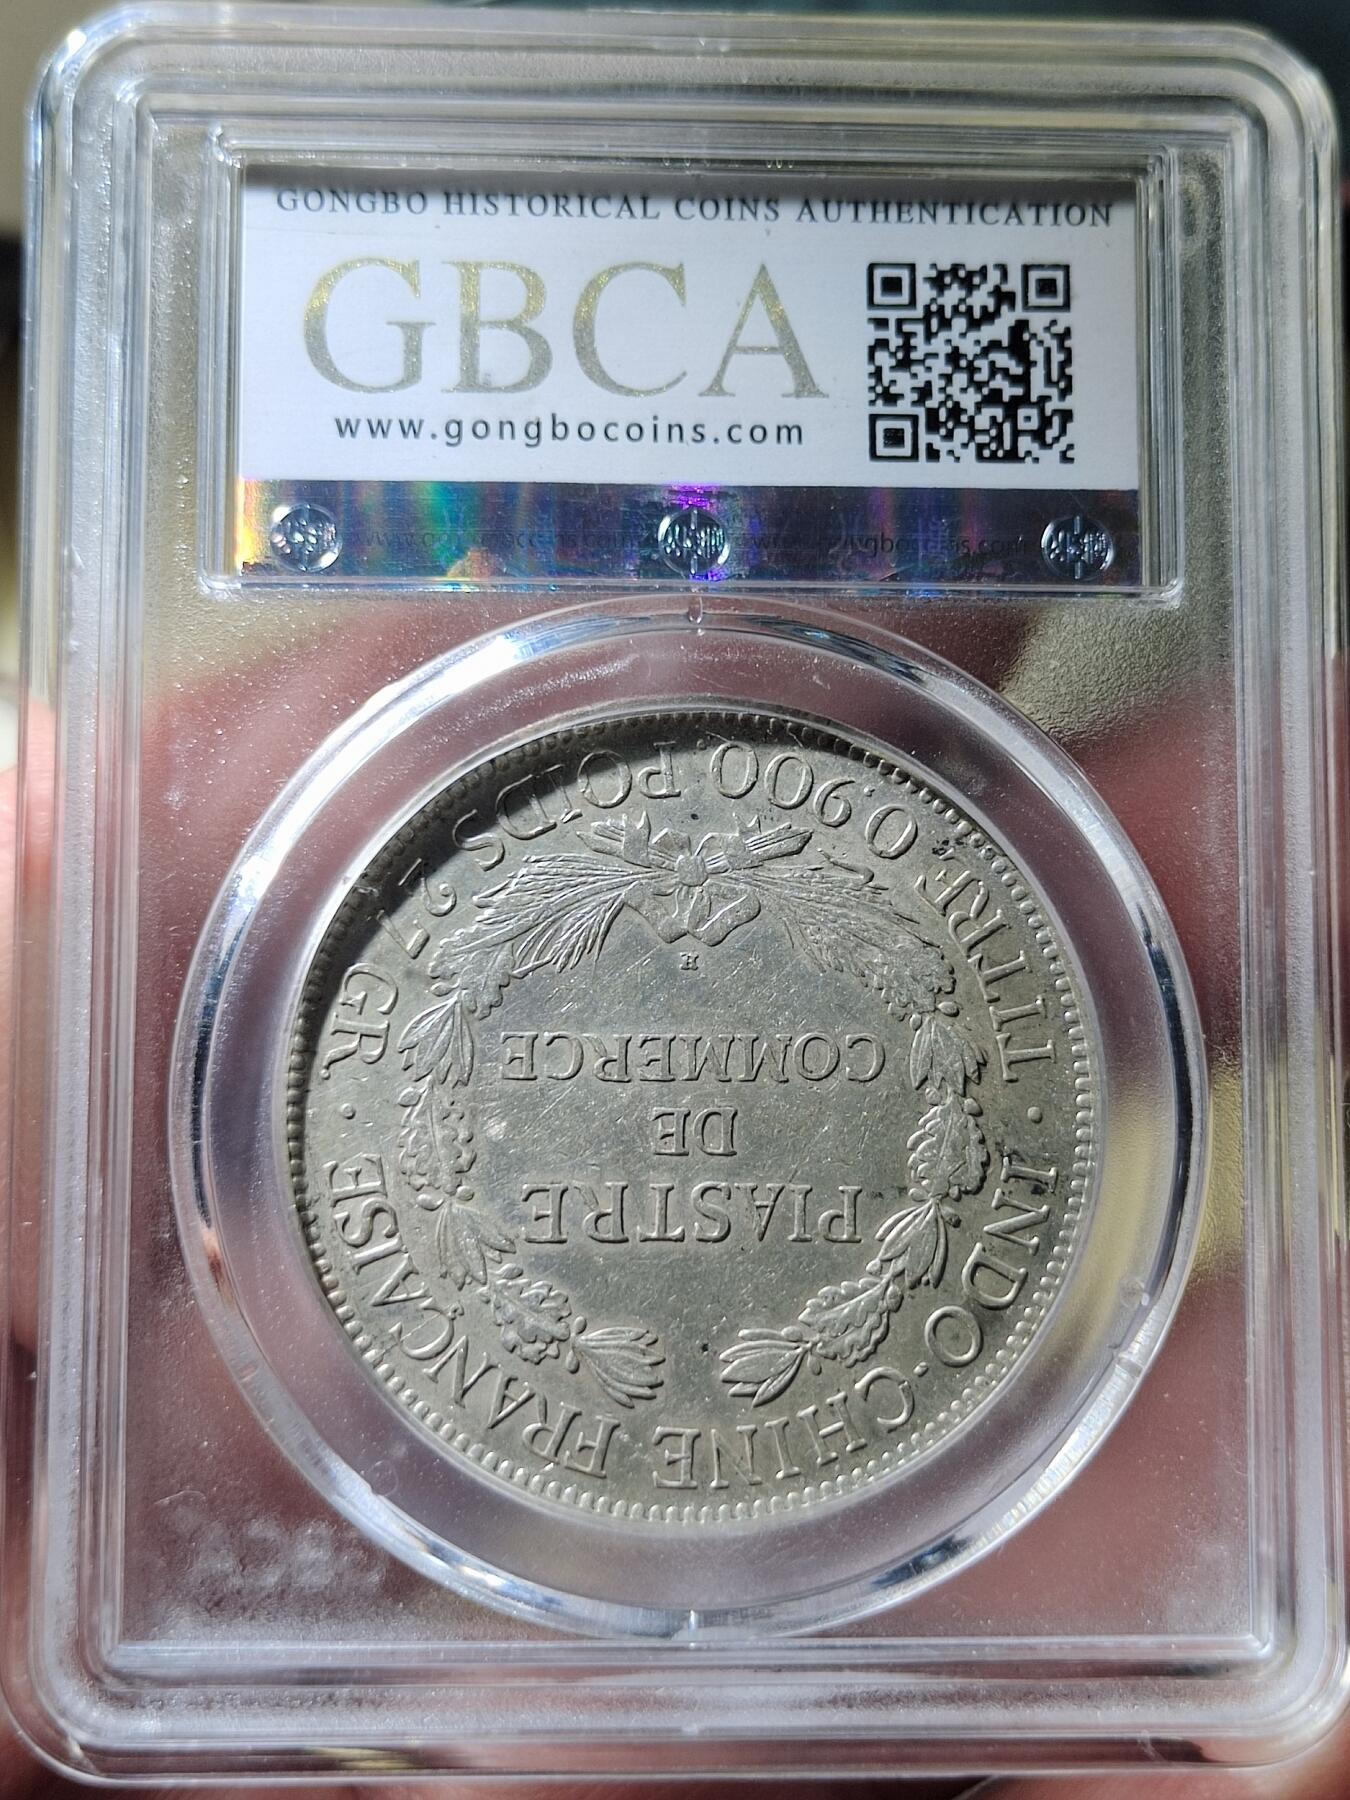 GONGBO HISTORICAL COINS AUTHENTICATION
GBCA
www.gongbocoins.com
TITRE 0.900 POIDS 27 GR.
H
INDO-CHINE FRANÇAISE
PIASTRE
DE
COMMERCE